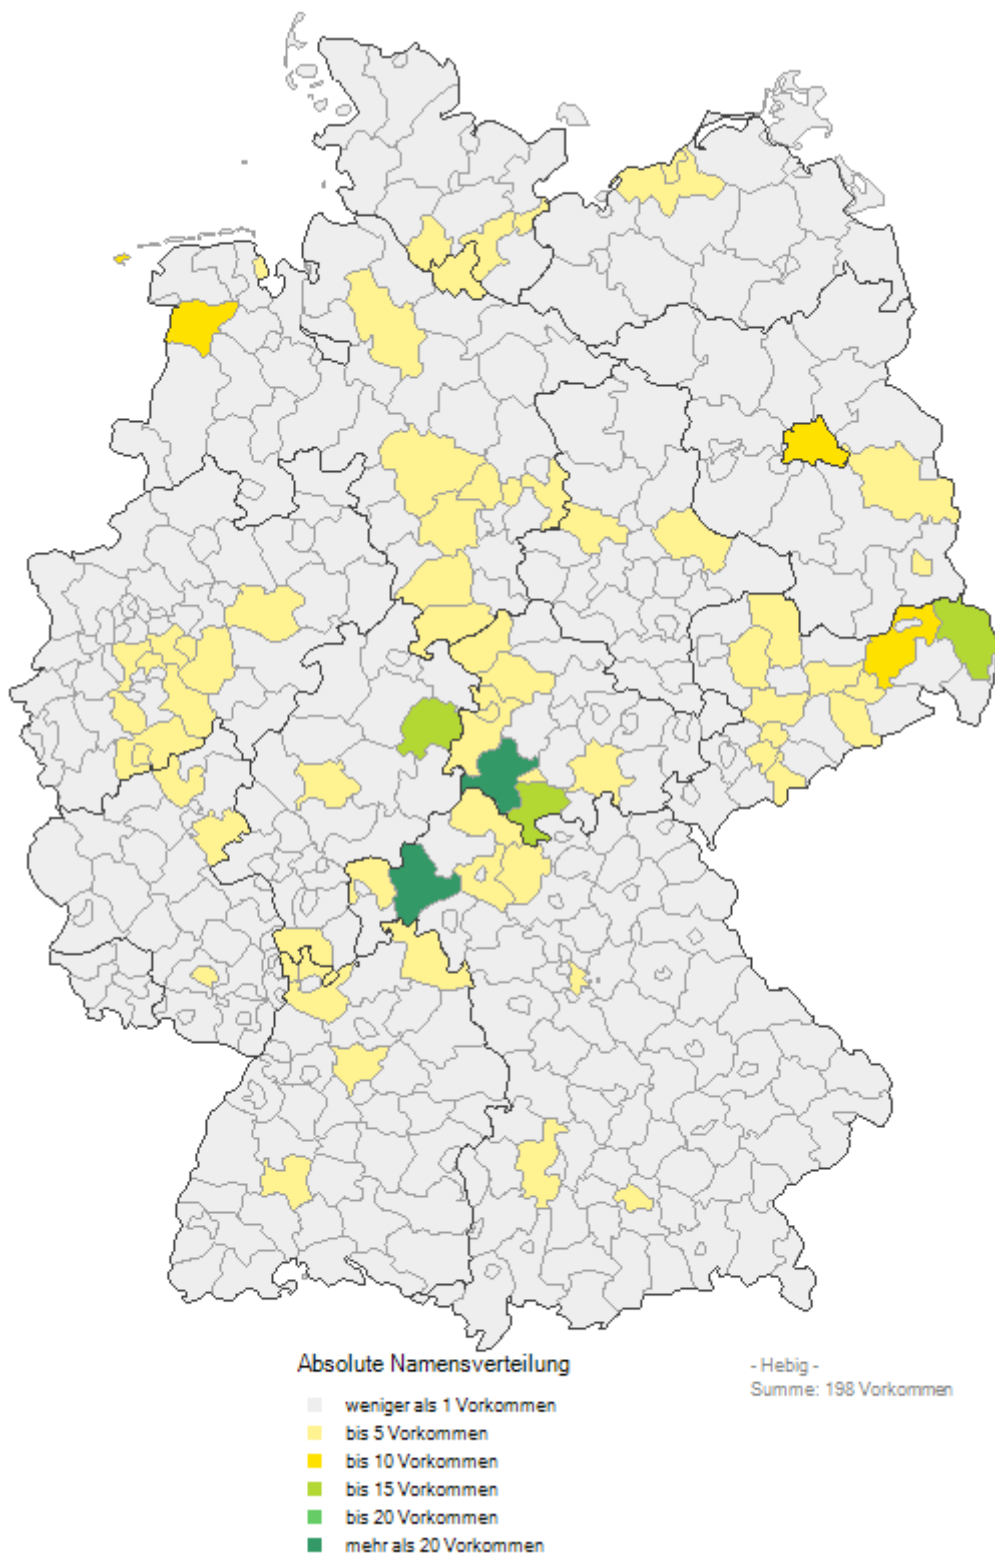 Absolute Namensverteilung
weniger als 1 Vorkommen
bis 5 Vorkommen
bis 10 Vorkommen
bis 15 Vorkommen
bis 20 Vorkommen
mehr als 20 Vorkommen
- Hebig -
Summe: 198 Vorkommen